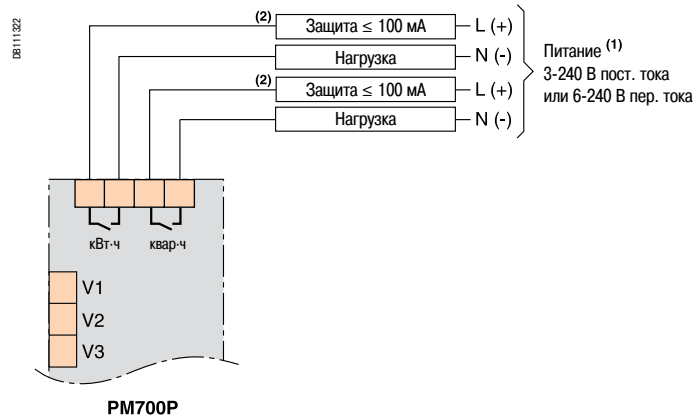 DB111322
(2) Защита ≤ 100 мА L (+)
Нагрузка N (-)
(2) Защита ≤ 100 мА L (+)
Нагрузка N (-)
Питание (1)
3-240 В пост. тока
или 6-240 В пер. тока
кВт·ч квар·ч
V1
V2
V3
PM700P